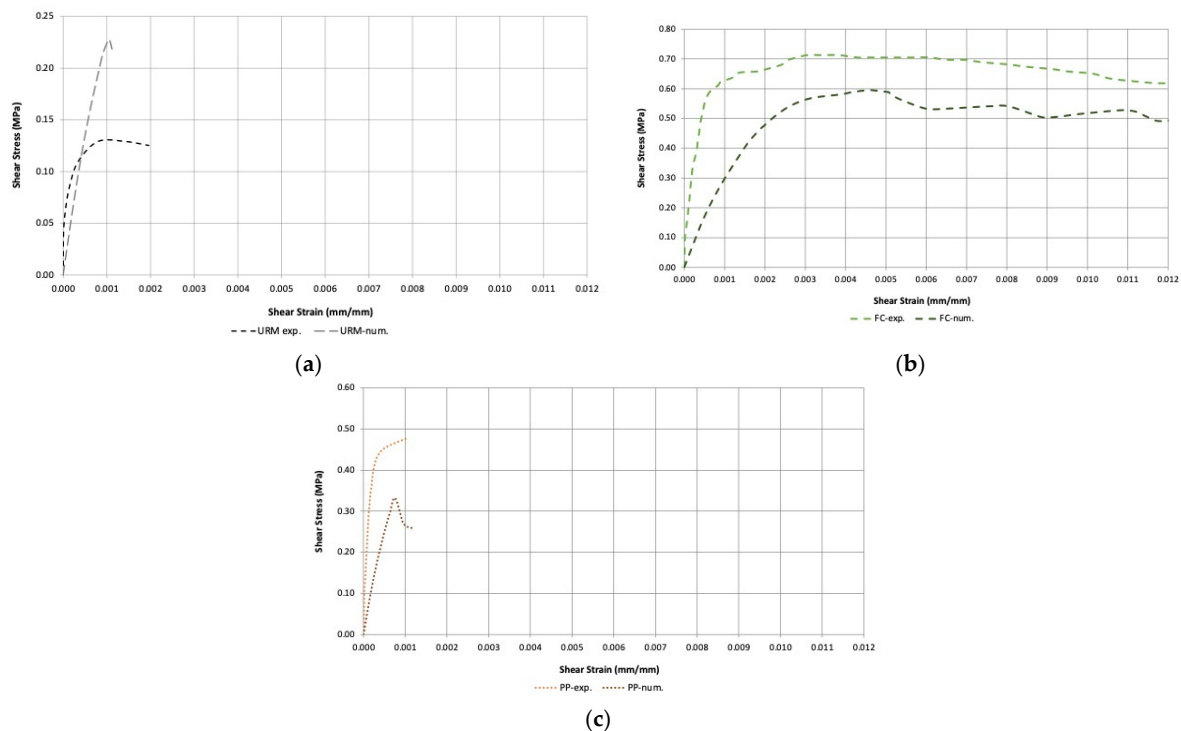 0.25
0.20
0.15
0.10
0.05
0.00
Shear Stress (MPa)
0.000 0.001 0.002 0.003 0.004 0.005 0.006 0.007 0.008 0.009 0.010 0.011 0.012
Shear Strain (mm/mm)
URM exp. URM-num.
(a)
0.80
0.70
0.60
0.50
0.40
0.30
0.20
0.10
0.00
Shear Stress (MPa)
0.000 0.001 0.002 0.003 0.004 0.005 0.006 0.007 0.008 0.009 0.010 0.011 0.012
Shear Strain (mm/mm)
FC-exp. FC-num.
(b)
0.60
0.50
0.40
0.30
0.20
0.10
0.00
Shear Stress (MPa)
0.000 0.001 0.002 0.003 0.004 0.005 0.006 0.007 0.008 0.009 0.010 0.011 0.012
Shear Strain (mm/mm)
PP-exp. PP-num.
(c)